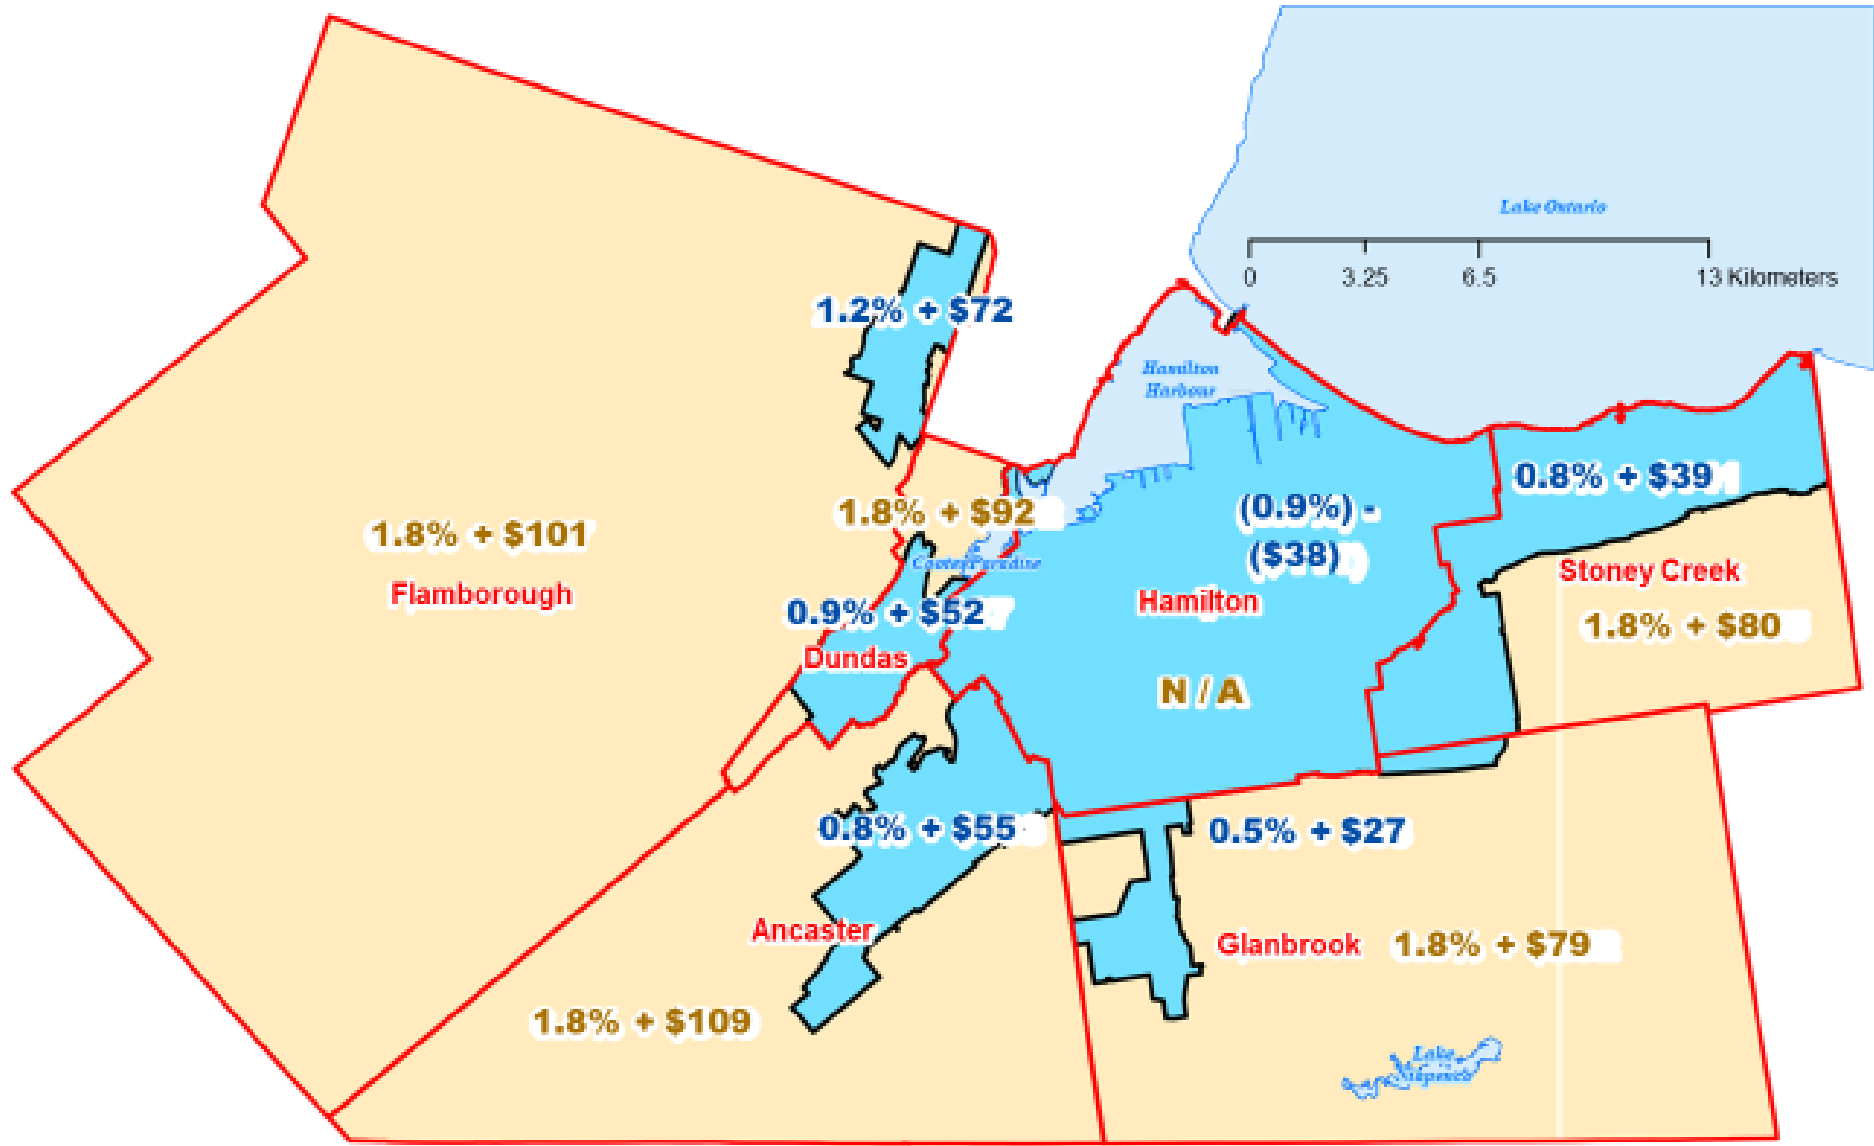 Lake Ontario
0 3.25 6.5 13 Kilometers
1.2% + $72
Hamilton
Harbour
0.8% + $39
1.8% + $92
(0.9%) -
($38)
1.8% + $101
Flamborough
Stoney Creek
Hamilton
0.9% + $52
1.8% + $80
Dundas
N / A
0.8% + $55
0.5% + $27
Ancaster
Glanbrook 1.8% + $79
1.8% + $109
Lake